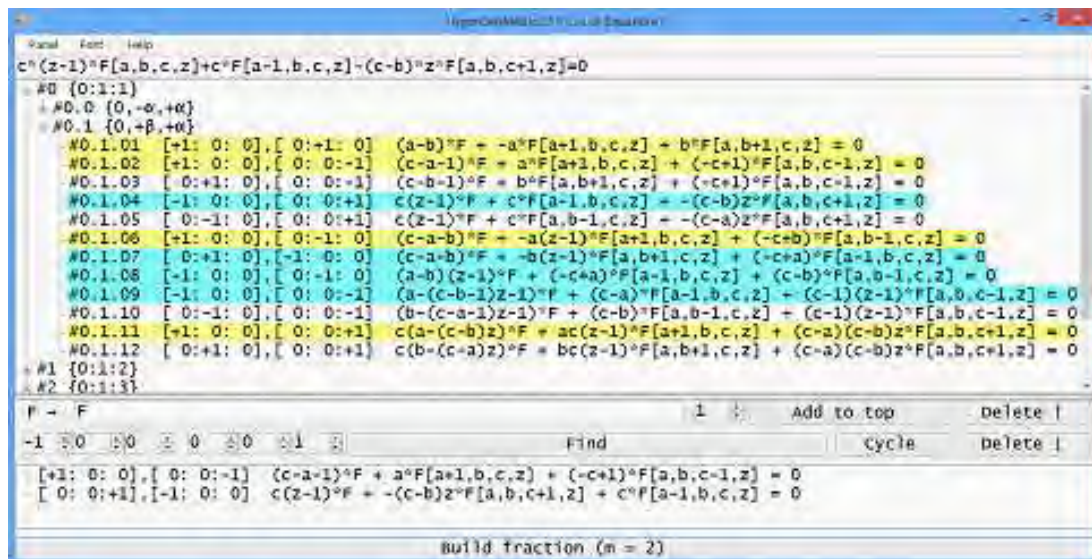 Panel Font Help
c*(z-1)*F[a,b,c,z]+c*F[a-1,b,c,z]-(c-b)*z*F[a,b,c+1,z]=0
#0 {0:1:1}
#0.0 {0,-α,+α}
#0.1 {0,+β,+α}
#0.1.01 [+1: 0: 0],[ 0:+1: 0] (a-b)*F + -a*F[a+1,b,c,z] + b*F[a,b+1,c,z] = 0
#0.1.02 [+1: 0: 0],[ 0: 0:-1] (c-a-1)*F + a*F[a+1,b,c,z] + (-c+1)*F[a,b,c-1,z] = 0
#0.1.03 [ 0:+1: 0],[ 0: 0:-1] (c-b-1)*F + b*F[a,b+1,c,z] + (-c+1)*F[a,b,c-1,z] = 0
#0.1.04 [-1: 0: 0],[ 0: 0:+1] c(z-1)*F + c*F[a-1,b,c,z] + -(c-b)z*F[a,b,c+1,z] = 0
#0.1.05 [ 0:-1: 0],[ 0: 0:+1] c(z-1)*F + c*F[a,b-1,c,z] + -(c-a)z*F[a,b,c+1,z] = 0
#0.1.06 [+1: 0: 0],[ 0:-1: 0] (c-a-b)*F + -a(z-1)*F[a+1,b,c,z] + (-c+b)*F[a,b-1,c,z] = 0
#0.1.07 [ 0:+1: 0],[-1: 0: 0] (c-a-b)*F + -b(z-1)*F[a,b+1,c,z] + (-c+a)*F[a-1,b,c,z] = 0
#0.1.08 [-1: 0: 0],[ 0:-1: 0] (a-b)(z-1)*F + (-c+a)*F[a-1,b,c,z] + (c-b)*F[a,b-1,c,z] = 0
#0.1.09 [-1: 0: 0],[ 0: 0:-1] (a-(c-b-1)z-1)*F + (c-a)*F[a-1,b,c,z] + (c-1)(z-1)*F[a,b,c-1,z] = 0
#0.1.10 [ 0:-1: 0],[ 0: 0:-1] (b-(c-a-1)z-1)*F + (c-b)*F[a,b-1,c,z] + (c-1)(z-1)*F[a,b,c-1,z] = 0
#0.1.11 [+1: 0: 0],[ 0: 0:+1] c(a-(c-b)z)*F + ac(z-1)*F[a+1,b,c,z] + (c-a)(c-b)z*F[a,b,c+1,z] = 0
#0.1.12 [ 0:+1: 0],[ 0: 0:+1] c(b-(c-a)z)*F + bc(z-1)*F[a,b+1,c,z] + (c-a)(c-b)z*F[a,b,c+1,z] = 0
#1 {0:1:2}
#2 {0:1:3}
F → F 1 Add to top Delete
-1 0 0 0 1 Find Cycle Delete
[+1: 0: 0],[ 0: 0:-1] (c-a-1)*F + a*F[a+1,b,c,z] + (-c+1)*F[a,b,c-1,z] = 0
[ 0: 0:+1],[-1: 0: 0] c(z-1)*F + -(c-b)z*F[a,b,c+1,z] + c*F[a-1,b,c,z] = 0
Build fraction (m = 2)